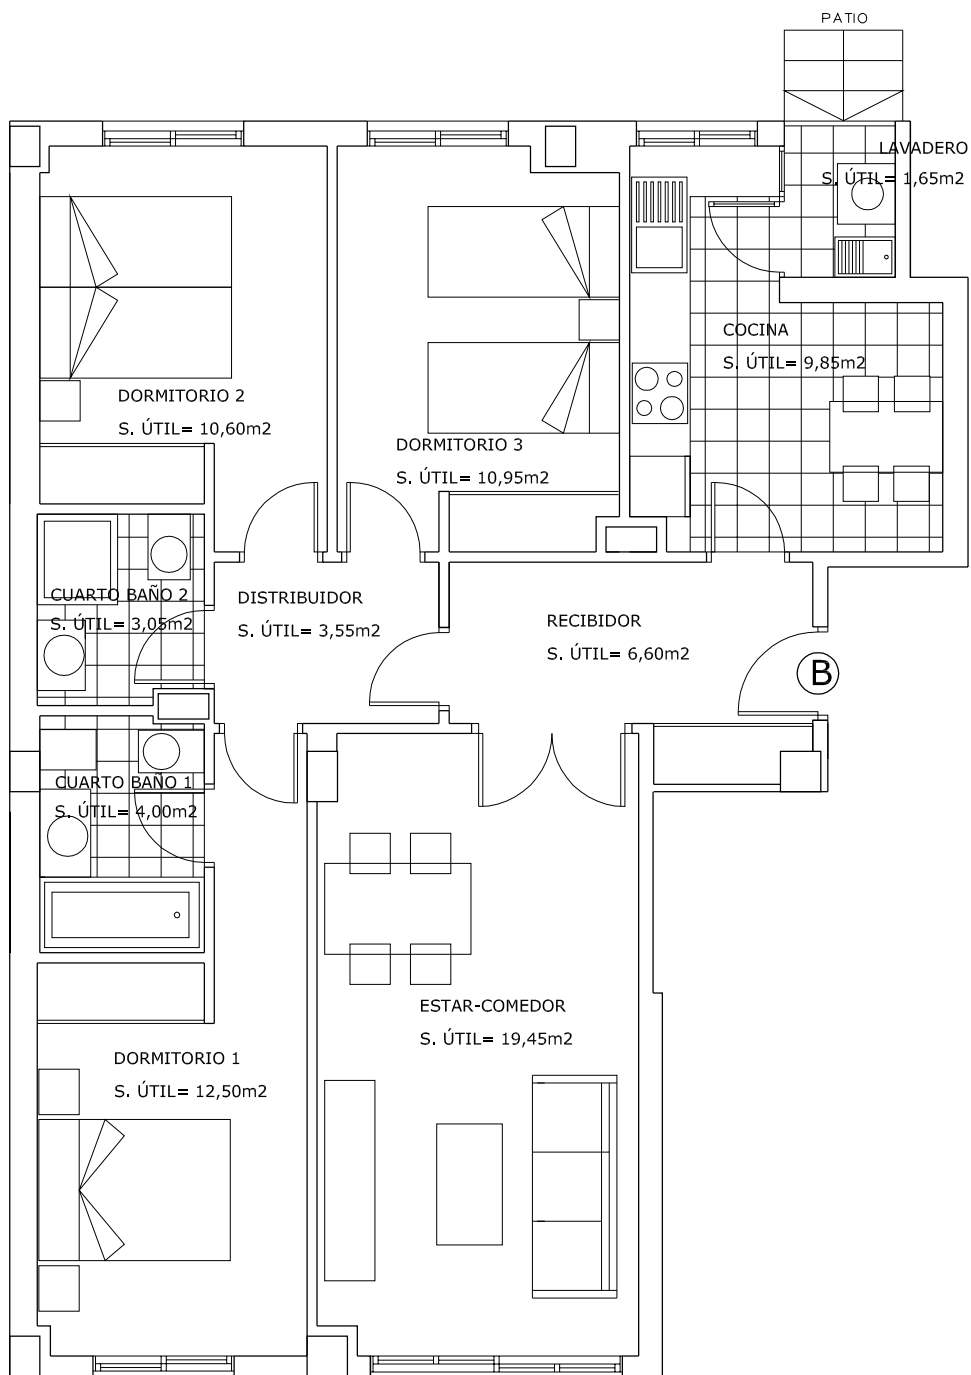 PATIO
LAVADERO
S. ÚTIL= 1,65m2
COCINA
S. ÚTIL= 9,85m2
DORMITORIO 2
S. ÚTIL= 10,60m2
DORMITORIO 3
S. ÚTIL= 10,95m2
CUARTO BAÑO 2
S. ÚTIL= 3,05m2
DISTRIBUIDOR
S. ÚTIL= 3,55m2
RECIBIDOR
S. ÚTIL= 6,60m2
B
CUARTO BAÑO 1
S. ÚTIL= 4,00m2
ESTAR-COMEDOR
S. ÚTIL= 19,45m2
DORMITORIO 1
S. ÚTIL= 12,50m2